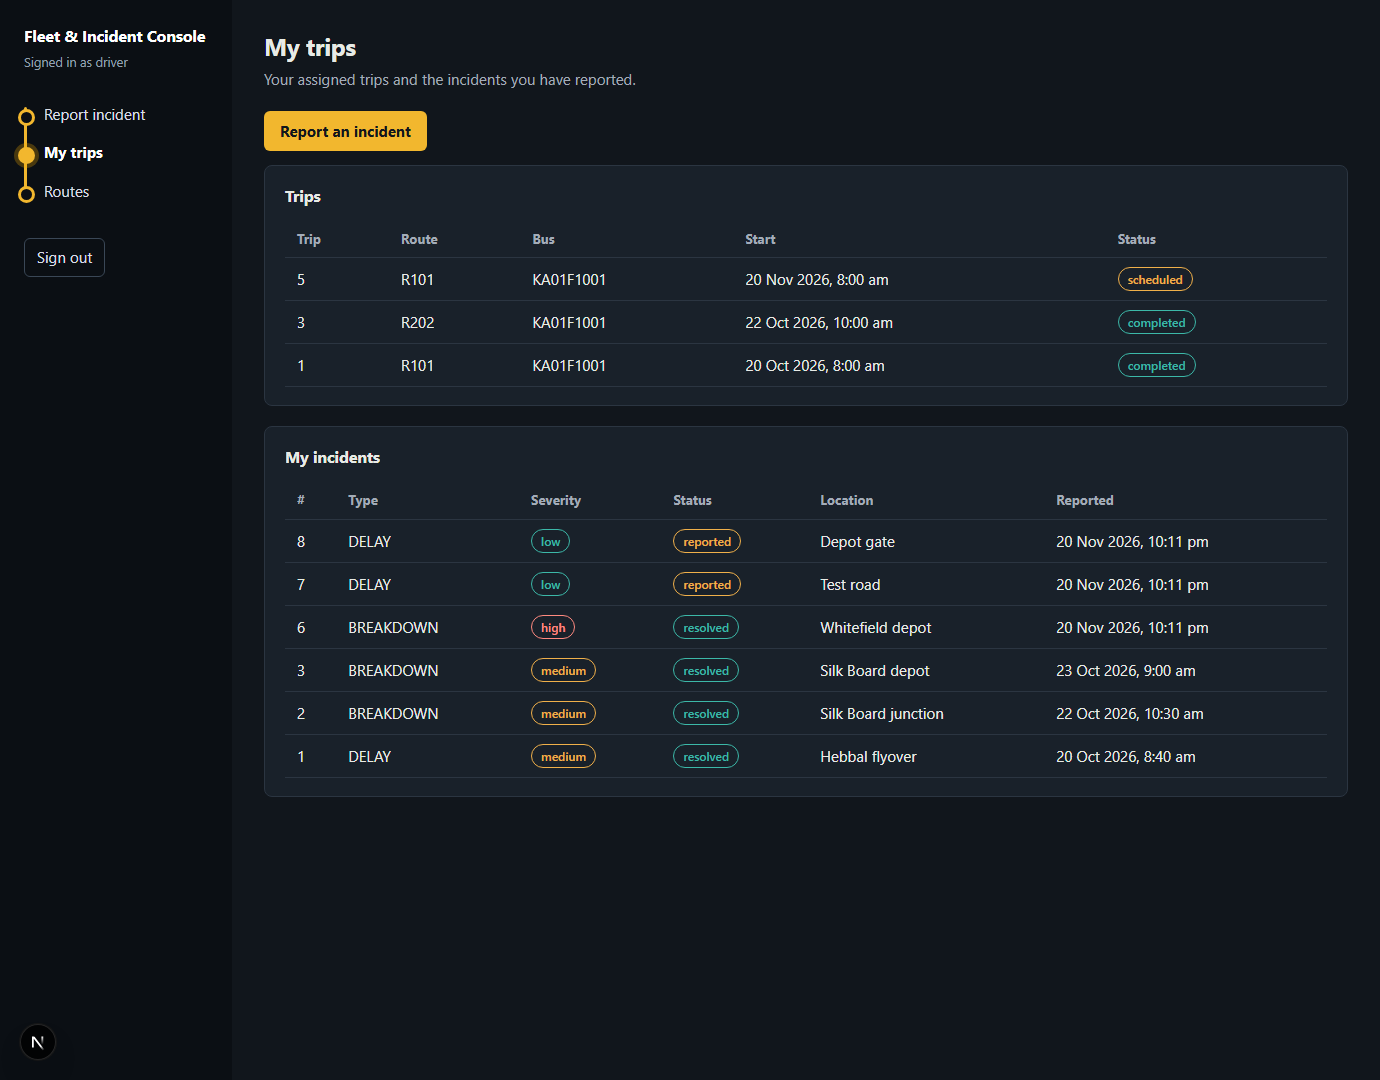 Fleet & Incident Console
Signed in as driver
Report incident
My trips
Routes
Sign out
My trips
Your assigned trips and the incidents you have reported.
Report an incident
Trips
Trip Route Bus Start Status
5 R101 KA01F1001 20 Nov 2026, 8:00 am scheduled
3 R202 KA01F1001 22 Oct 2026, 10:00 am completed
1 R101 KA01F1001 20 Oct 2026, 8:00 am completed
My incidents
# Type Severity Status Location Reported
8 DELAY low reported Depot gate 20 Nov 2026, 10:11 pm
7 DELAY low reported Test road 20 Nov 2026, 10:11 pm
6 BREAKDOWN high resolved Whitefield depot 20 Nov 2026, 10:11 pm
3 BREAKDOWN medium resolved Silk Board depot 23 Oct 2026, 9:00 am
2 BREAKDOWN medium resolved Silk Board junction 22 Oct 2026, 10:30 am
1 DELAY medium resolved Hebbal flyover 20 Oct 2026, 8:40 am
N